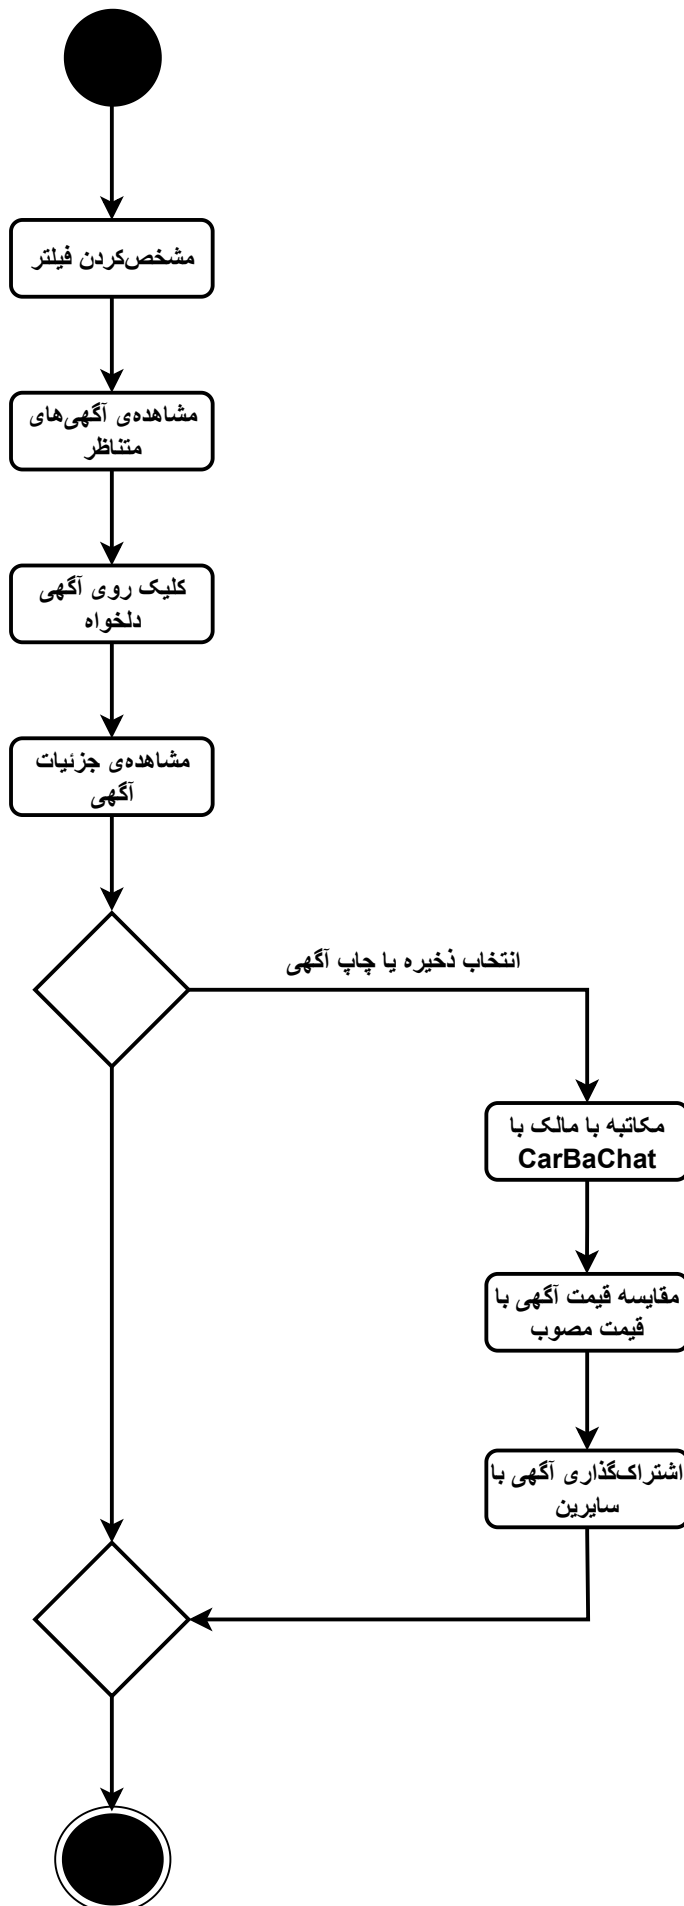 مشخص‌کردن فیلتر
مشاهده‌ی آگهی‌های
متناظر
کلیک روی آگهی
دلخواه
مشاهده‌ی جزئیات
آگهی
انتخاب ذخیره یا چاپ آگهی
مکاتبه با مالک با
CarBaChat
مقایسه قیمت آگهی با
قیمت مصوب
اشتراک‌گذاری آگهی با
سایرین